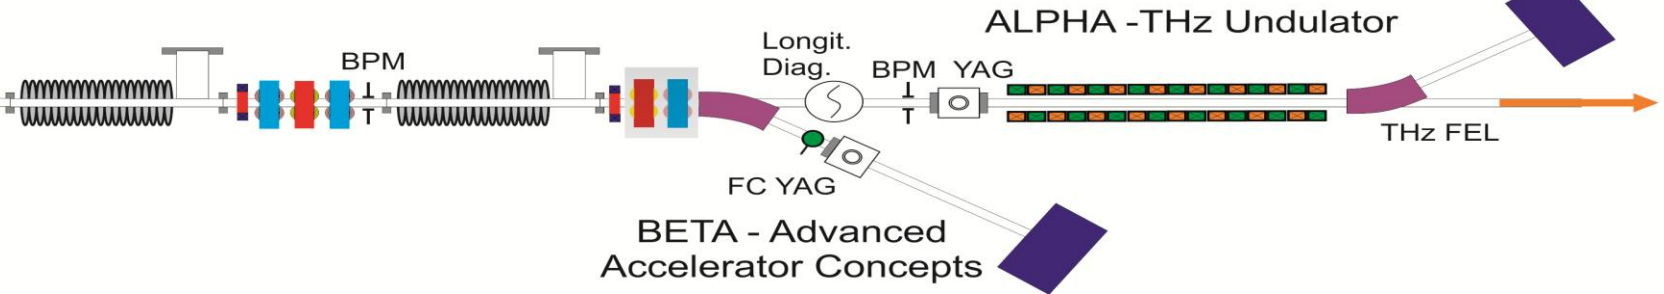 ALPHA -THz Undulator
Longit.
Diag.
BPM
BPM YAG
THz FEL
FC YAG
BETA - Advanced
Accelerator Concepts